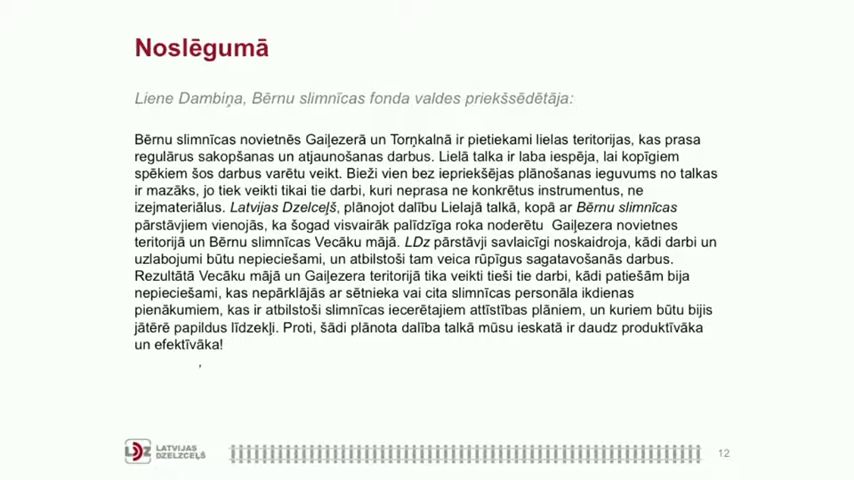 Noslēgumā
Liene Dambiņa, Bērnu slimnīcas fonda valdes priekšsēdētāja:
Bērnu slimnīcas novietnēs Gaiļezerā un Torņkalnā ir pietiekami lielas teritorijas, kas prasa
regulārus sakopšanas un atjaunošanas darbus. Lielā talka ir laba iespēja, lai kopīgiem
spēkiem šos darbus varētu veikt. Bieži vien bez iepriekšējas plānošanas ieguvums no talkas
ir mazāks, jo tiek veikti tikai tie darbi, kuri neprasa ne konkrētus instrumentus, ne
izejmateriālus. Latvijas Dzelceļš, plānojot dalību Lielajā talkā, kopā ar Bērnu slimnīcas
pārstāvjiem vienojās, ka šogad visvairāk palīdzīga roka noderētu Gaiļezera novietnes
teritorijā un Bērnu slimnīcas Vecāku mājā. LDz pārstāvji savlaicīgi noskaidroja, kādi darbi un
uzlabojumi būtu nepieciešami, un atbilstoši tam veica rūpīgus sagatavošanās darbus.
Rezultātā Vecāku mājā un Gaiļezera teritorijā tika veikti tieši tie darbi, kādi patiešām bija
nepieciešami, kas nepārklājās ar sētnieka vai cita slimnīcas personāla ikdienas
pienākumiem, kas ir atbilstoši slimnīcas iecerētajiem attīstības plāniem, un kuriem būtu bijis
jātērē papildus līdzekļi. Proti, šādi plānota dalība talkā mūsu ieskatā ir daudz produktīvāka
un efektīvāka!
,
LDZ LATVIJAS
DZELZCEĻŠ
12